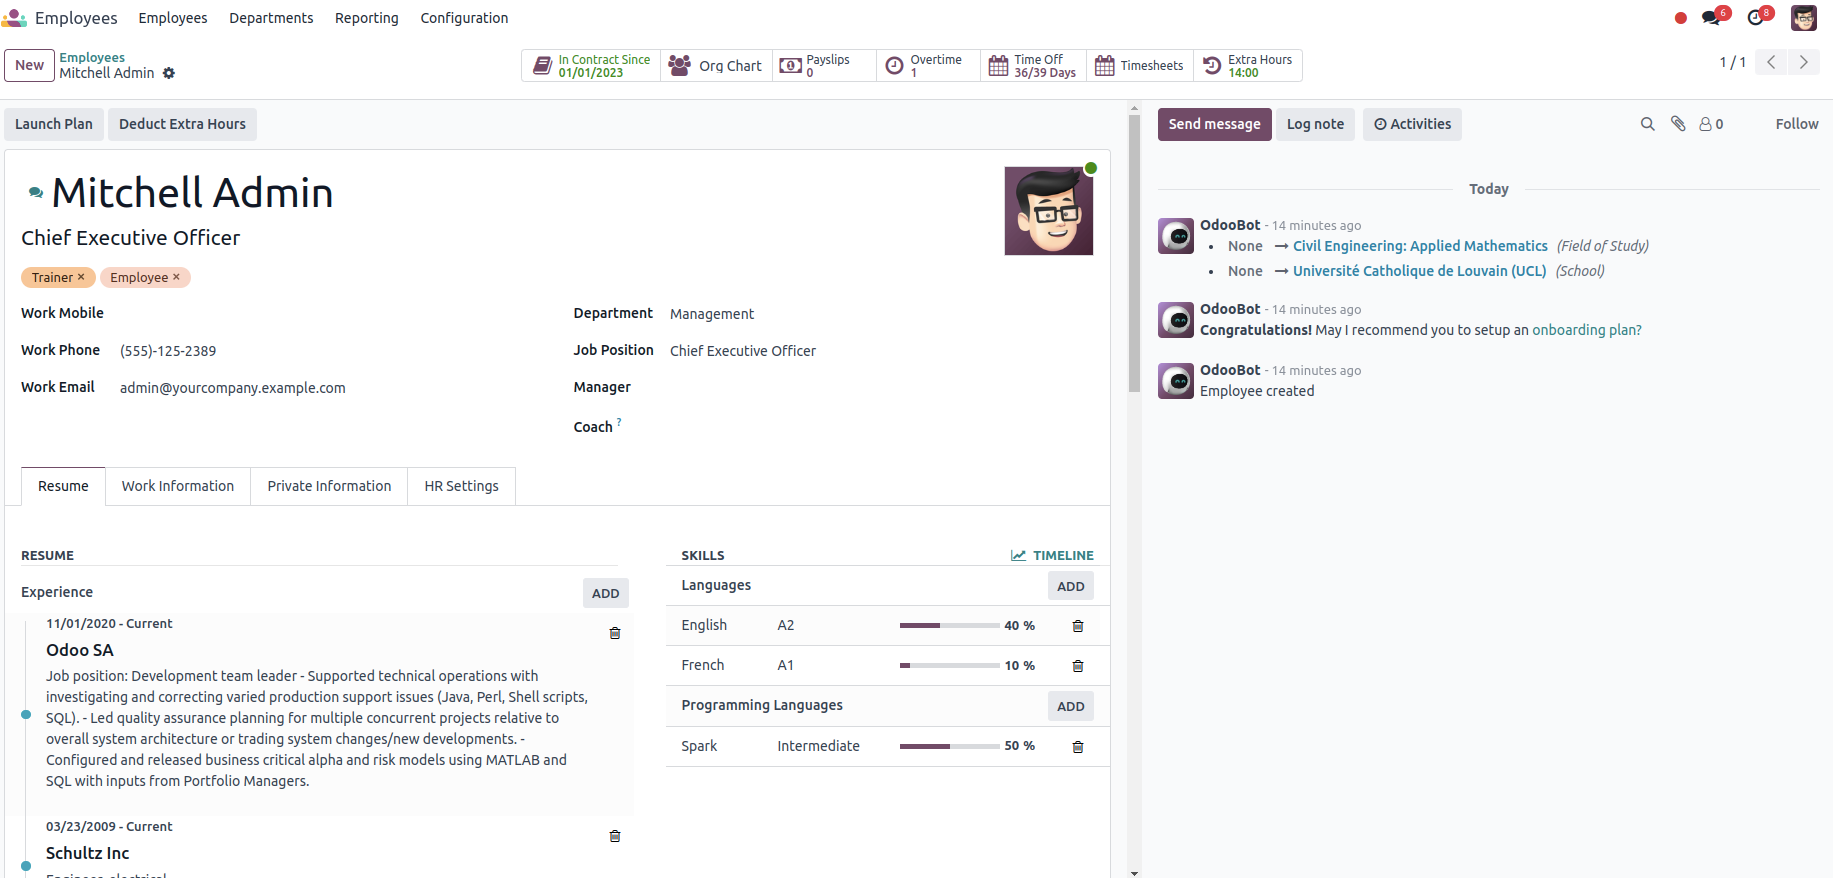 Employees Employees Departments Reporting Configuration
6 8
New
Employees
Mitchell Admin
In Contract Since
01/01/2023
Org Chart
Payslips
0
Overtime
1
Time Off
36/39 Days
Timesheets
Extra Hours
14:00
1 / 1
Launch Plan Deduct Extra Hours
Mitchell Admin
Chief Executive Officer
Trainer × Employee ×
Work Mobile
Work Phone (555)-125-2389
Work Email admin@yourcompany.example.com
Department Management
Job Position Chief Executive Officer
Manager
Coach ?
Resume Work Information Private Information HR Settings
RESUME
Experience ADD
11/01/2020 - Current
Odoo SA
Job position: Development team leader - Supported technical operations with
investigating and correcting varied production support issues (Java, Perl, Shell scripts,
SQL). - Led quality assurance planning for multiple concurrent projects relative to
overall system architecture or trading system changes/new developments. -
Configured and released business critical alpha and risk models using MATLAB and
SQL with inputs from Portfolio Managers.
03/23/2009 - Current
Schultz Inc
SKILLS TIMELINE
Languages ADD
English A2 40 %
French A1 10 %
Programming Languages ADD
Spark Intermediate 50 %
Send message Log note Activities 0 Follow
Today
OdooBot - 14 minutes ago
• None → Civil Engineering: Applied Mathematics (Field of Study)
• None → Université Catholique de Louvain (UCL) (School)
OdooBot - 14 minutes ago
Congratulations! May I recommend you to setup an onboarding plan?
OdooBot - 14 minutes ago
Employee created